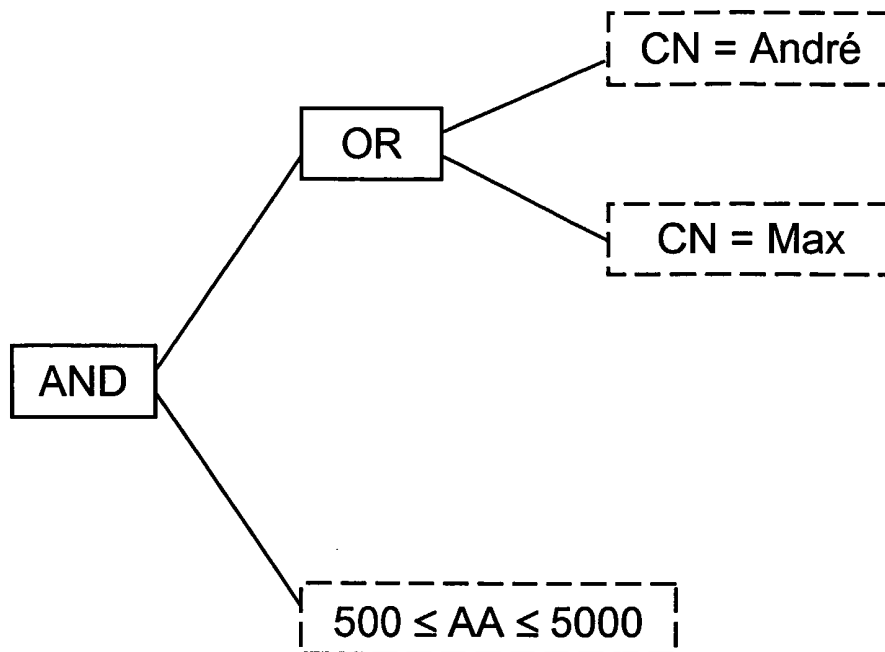 CN = André
OR
CN = Max
AND
500 ≤ AA ≤ 5000